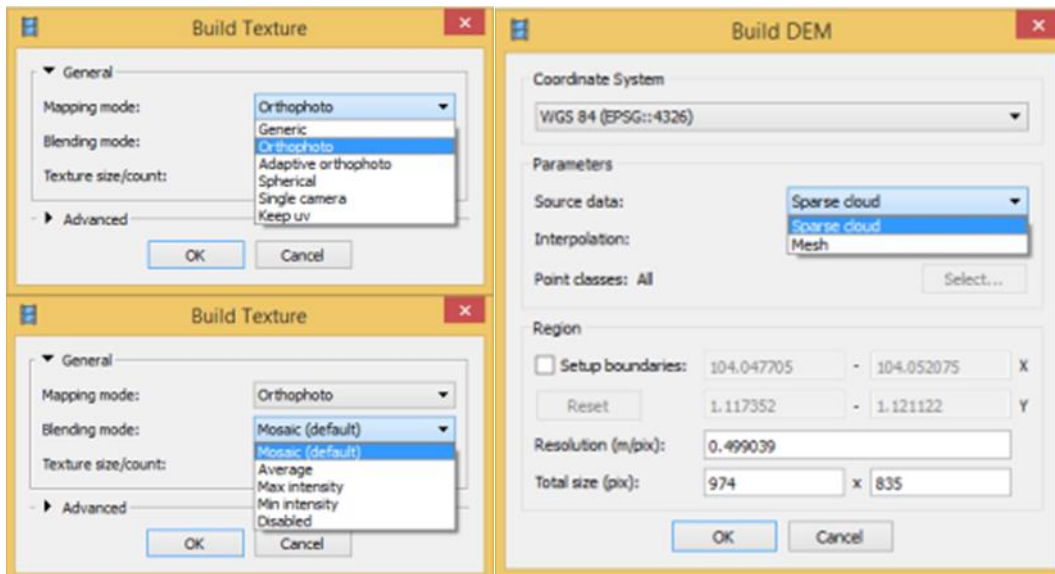 Build Texture
General
Mapping mode: Orthophoto
Generic
Blending mode: Orthophoto
Adaptive orthophoto
Texture size/count: Spherical
Single camera
Advanced Keep uv
OK Cancel
Build Texture
General
Mapping mode: Orthophoto
Blending mode: Mosaic (default)
Mosaic (default)
Texture size/count: Average
Max intensity
Advanced Min intensity
Disabled
OK Cancel
Build DEM
Coordinate System
WGS 84 (EPSG::4326)
Parameters
Source data: Sparse cloud
Sparse cloud
Interpolation: Mesh
Point classes: All Select...
Region
Setup boundaries: 104.047705 - 104.052075 X
Reset 1.117352 - 1.121122 Y
Resolution (m/pix): 0.499039
Total size (pix): 974 x 835
OK Cancel